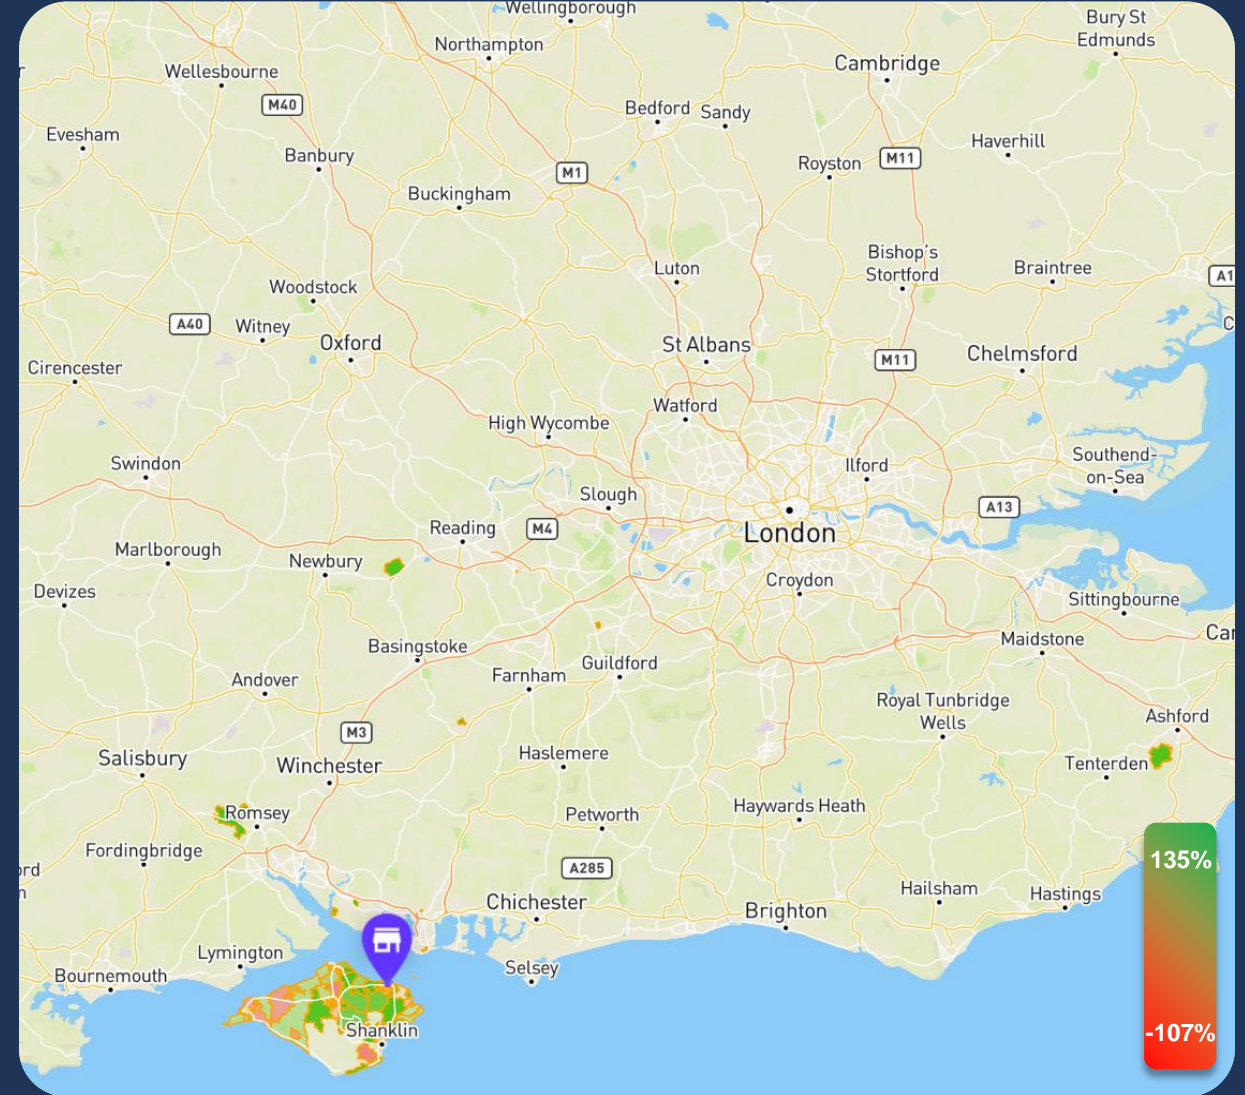 Wellingborough
Bury St
Edmunds
Northampton
Cambridge
Wellesbourne
M40
Bedford
Sandy
Evesham
Haverhill
Banbury
M11
Royston
M1
Buckingham
Bishop's
Stortford
Luton
Braintree
A1
Woodstock
A40
Witney
Oxford
St Albans
M11
Chelmsford
Cirencester
Watford
High Wycombe
Swindon
Ilford
Southend-
on-Sea
Slough
A13
Reading
M4
London
Marlborough
Newbury
Croydon
Devizes
Sittingbourne
Maidstone
Car
Basingstoke
Guildford
Farnham
Andover
Royal Tunbridge
Wells
Ashford
M3
Salisbury
Winchester
Haslemere
Tenterden
Romsey
Petworth
Haywards Heath
Fordingbridge
135%
ord
A285
Chichester
Brighton
Hailsham
Hastings
Lymington
Bournemouth
Selsey
Shanklin
-107%